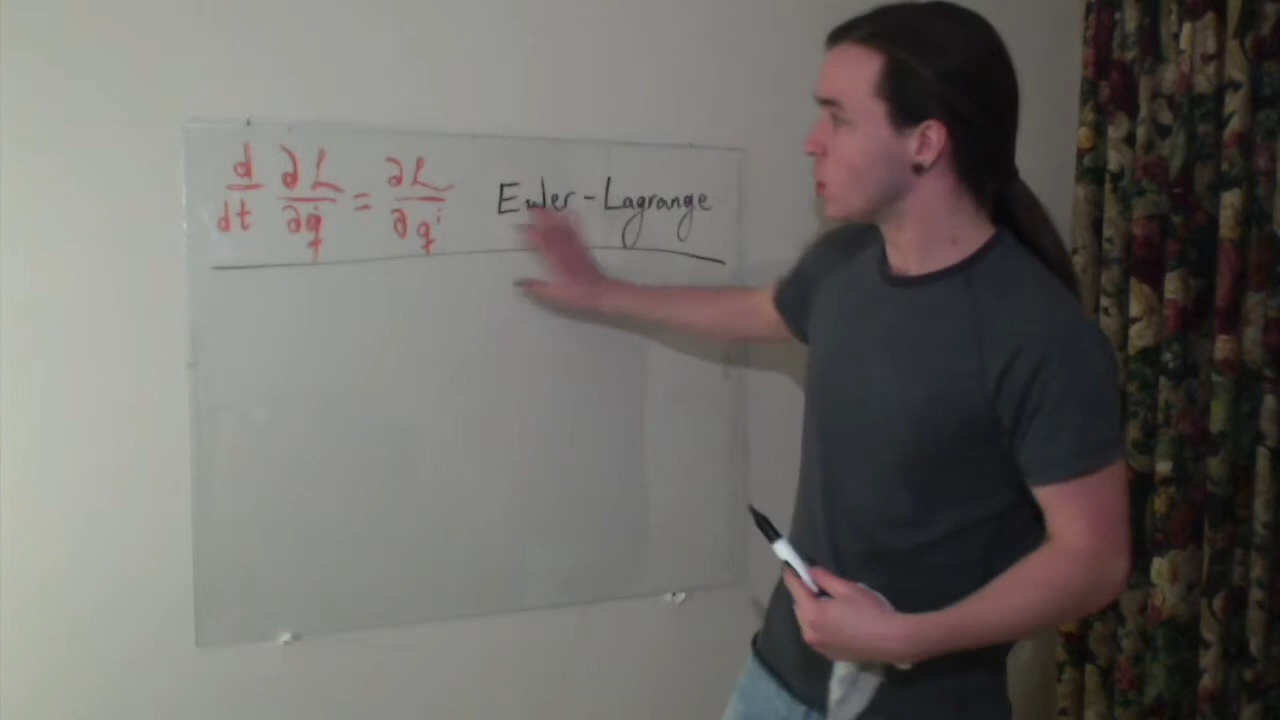 d/dt ∂L/∂q̇ = ∂L/∂qⁱ Euler-Lagrange